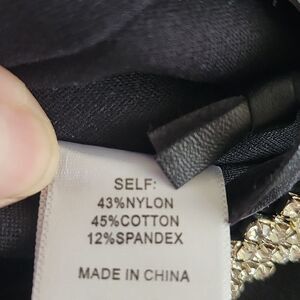 SELF:
43%NYLON
45%COTTON
12%SPANDEX
MADE IN CHINA